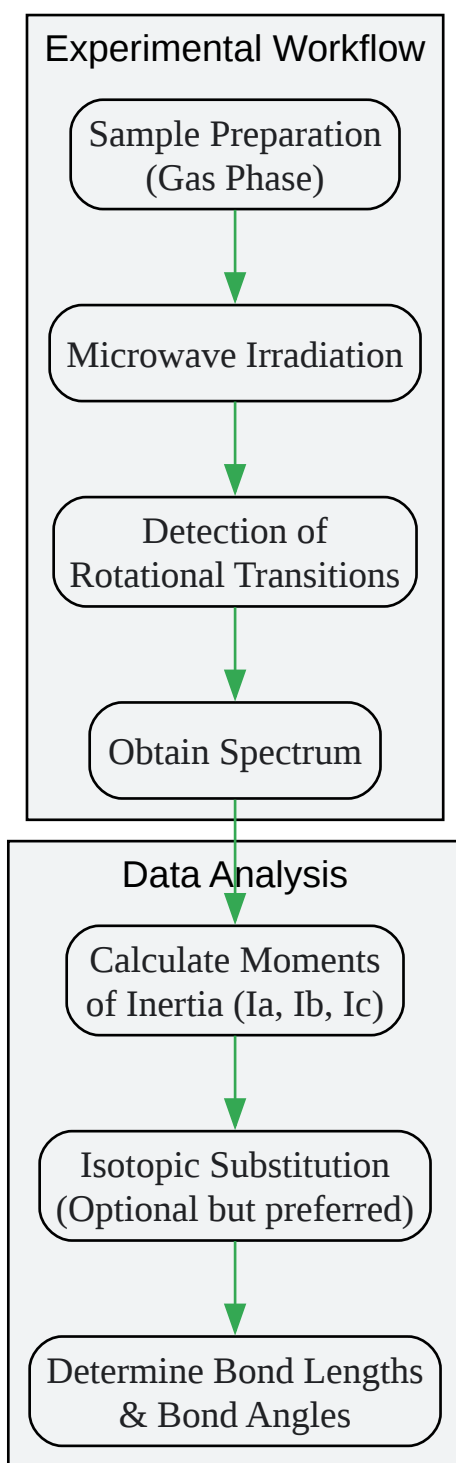 Experimental Workflow
Sample Preparation
(Gas Phase)
Microwave Irradiation
Detection of
Rotational Transitions
Obtain Spectrum
Data Analysis
Calculate Moments
of Inertia (Ia, Ib, Ic)
Isotopic Substitution
(Optional but preferred)
Determine Bond Lengths
& Bond Angles